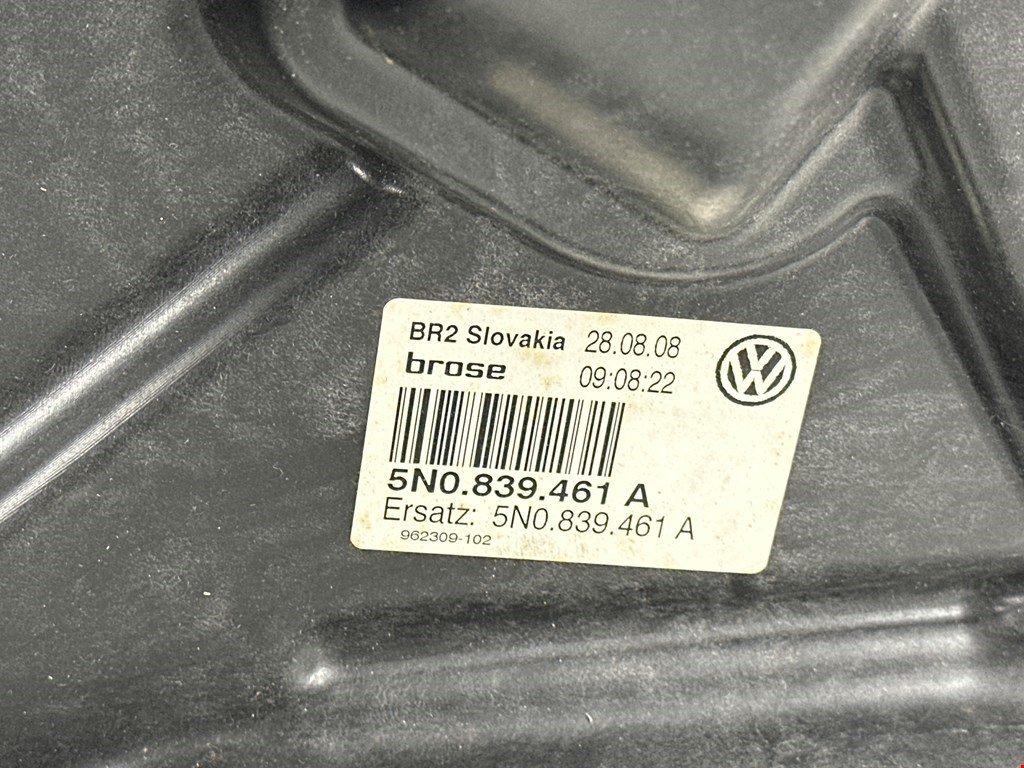 BR2 Slovakia 28.08.08
brose 09:08:22
5N0.839.461 A
Ersatz: 5N0.839.461 A
962309-102